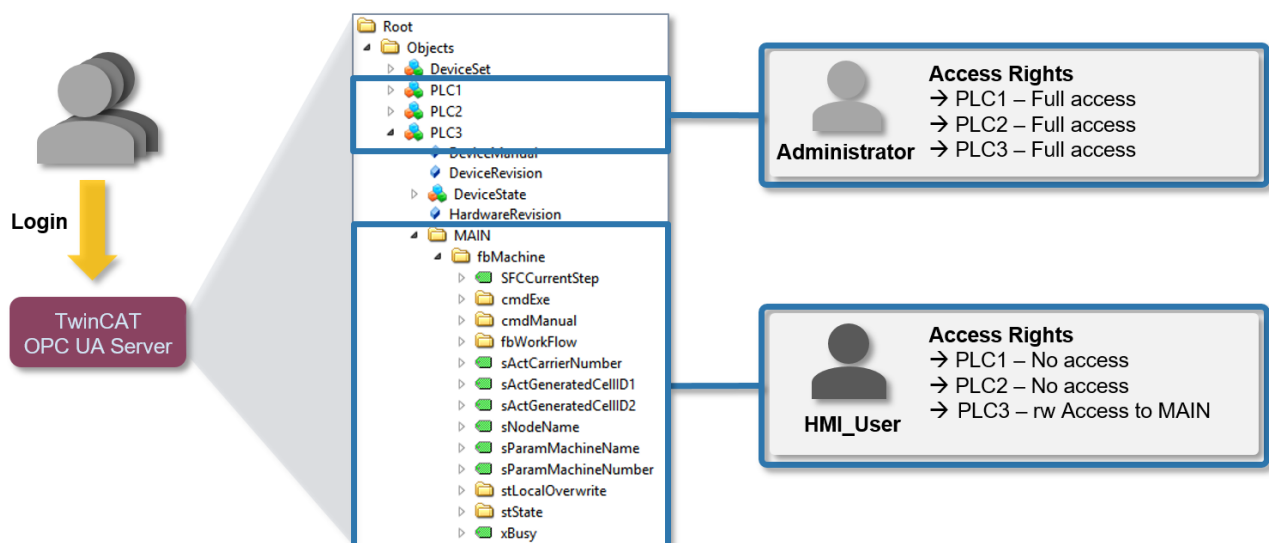 Login
TwinCAT
OPC UA Server
Root
Objects
DeviceSet
PLC1
PLC2
PLC3
DeviceManual
DeviceRevision
DeviceState
HardwareRevision
MAIN
fbMachine
SFCCurrentStep
cmdExe
cmdManual
fbWorkFlow
sActCarrierNumber
sActGeneratedCellID1
sActGeneratedCellID2
sNodeName
sParamMachineName
sParamMachineNumber
stLocalOverwrite
stState
xBusy
Administrator
Access Rights
→ PLC1 – Full access
→ PLC2 – Full access
→ PLC3 – Full access
HMI_User
Access Rights
→ PLC1 – No access
→ PLC2 – No access
→ PLC3 – rw Access to MAIN